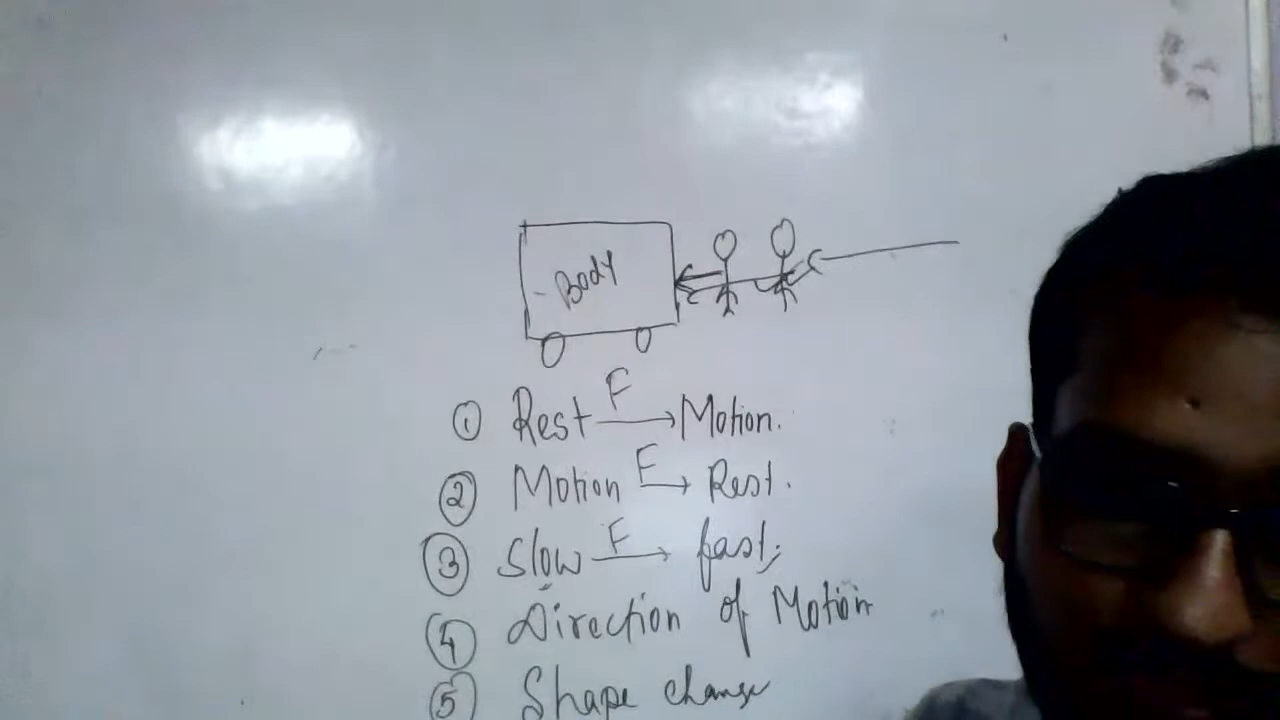 Body
① Rest F → Motion.
② Motion F → Rest.
③ Slow F → fast;
④ Direction of Motion
⑤ Shape change